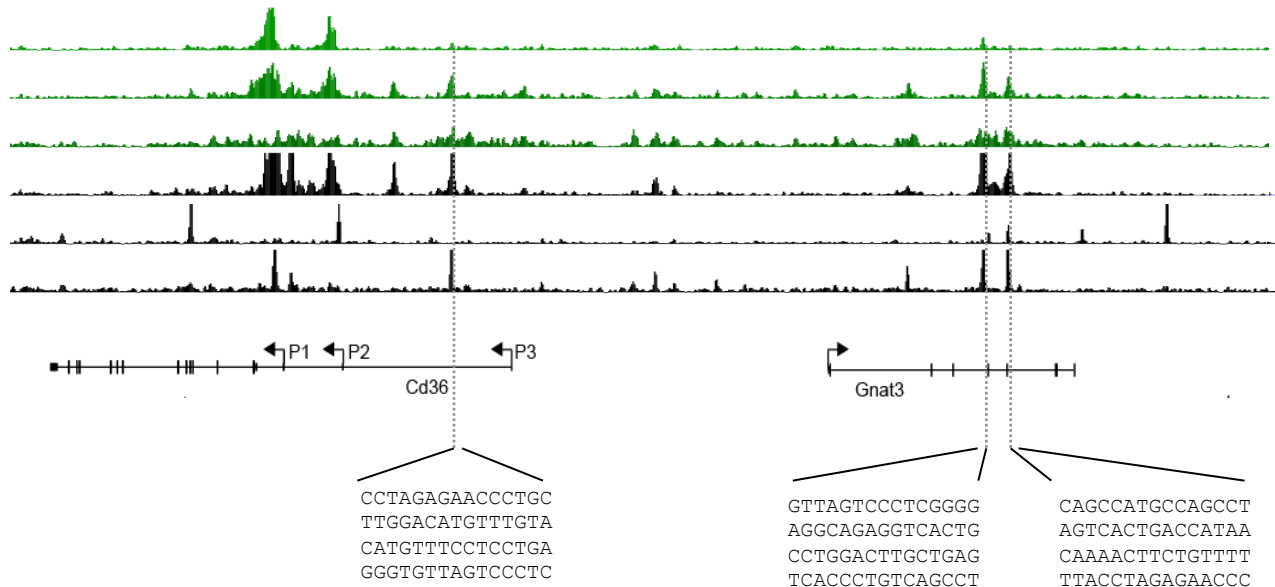 P1
P2
P3
Cd36
Gnat3
CCTAGAGAACCCTGC
TTGGACATGTTTGTA
CATGTTTCCTCCTGA
GGGTGTTAGTCCCTC
GTTAGTCCCTCGGGG
AGGCAGAGGTCACTG
CCTGGACTTGCTGAG
TCACCCTGTCAGCCT
CAGCCATGCCAGCCT
AGTCACTGACCATAA
CAAAACTTCTGTTTT
TTACCTAGAGAACCC